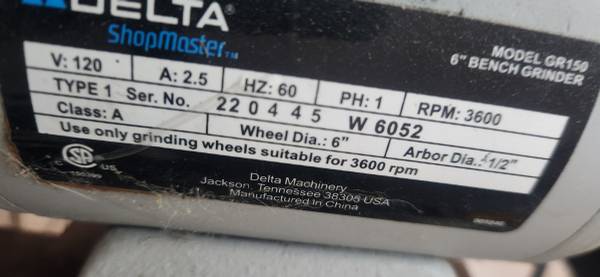 DELTA
ShopMaster™
MODEL GR150
6" BENCH GRINDER
V: 120 A: 2.5 HZ: 60 PH: 1 RPM: 3600
TYPE 1 Ser. No. 220445 W 6052
Class: A Wheel Dia.: 6" Arbor Dia.: 1/2"
Use only grinding wheels suitable for 3600 rpm
US
Delta Machinery
Jackson, Tennessee 38305 USA
Manufactured in China